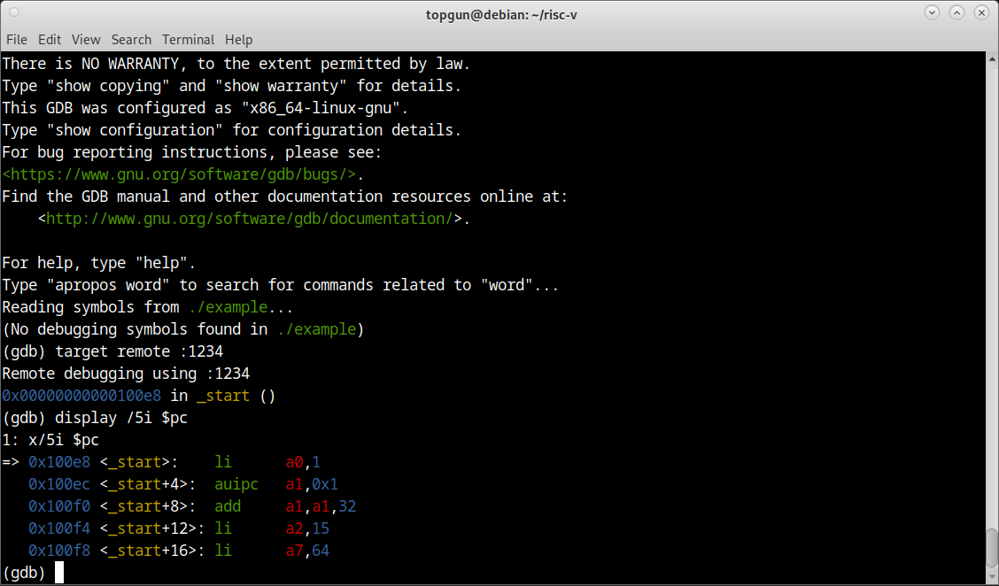 topgun@debian: ~/risc-v
File Edit View Search Terminal Help
There is NO WARRANTY, to the extent permitted by law.
Type "show copying" and "show warranty" for details.
This GDB was configured as "x86_64-linux-gnu".
Type "show configuration" for configuration details.
For bug reporting instructions, please see:
<https://www.gnu.org/software/gdb/bugs/>.
Find the GDB manual and other documentation resources online at:
    <http://www.gnu.org/software/gdb/documentation/>.

For help, type "help".
Type "apropos word" to search for commands related to "word"...
Reading symbols from ./example...
(No debugging symbols found in ./example)
(gdb) target remote :1234
Remote debugging using :1234
0x00000000000100e8 in _start ()
(gdb) display /5i $pc
1: x/5i $pc
=> 0x100e8 <_start>:    li      a0,1
   0x100ec <_start+4>:  auipc   a1,0x1
   0x100f0 <_start+8>:  add     a1,a1,32
   0x100f4 <_start+12>: li      a2,15
   0x100f8 <_start+16>: li      a7,64
(gdb)